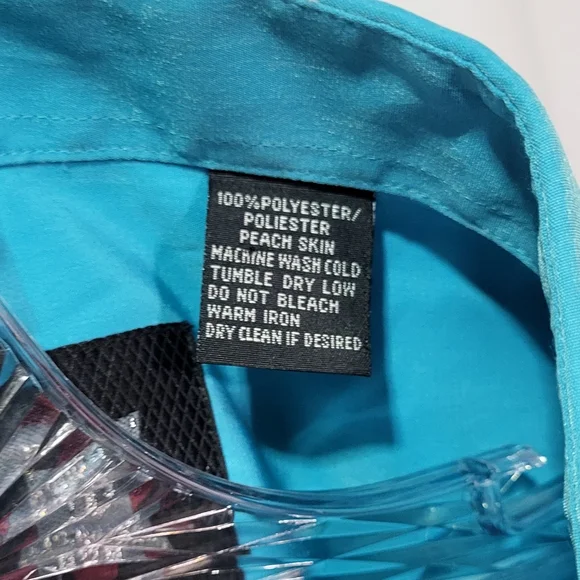 100%POLYESTER/
POLIESTER
PEACH SKIN
MACHINE WASH COLD
TUMBLE DRY LOW
DO NOT BLEACH
WARM IRON
DRY CLEAN IF DESIRED